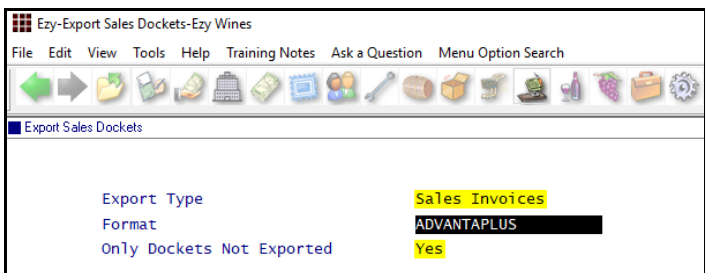 Ezy-Export Sales Dockets-Ezy Wines
File Edit View Tools Help Training Notes Ask a Question Menu Option Search
Export Sales Dockets
Export Type Sales Invoices
Format ADVANTAPLUS
Only Dockets Not Exported Yes